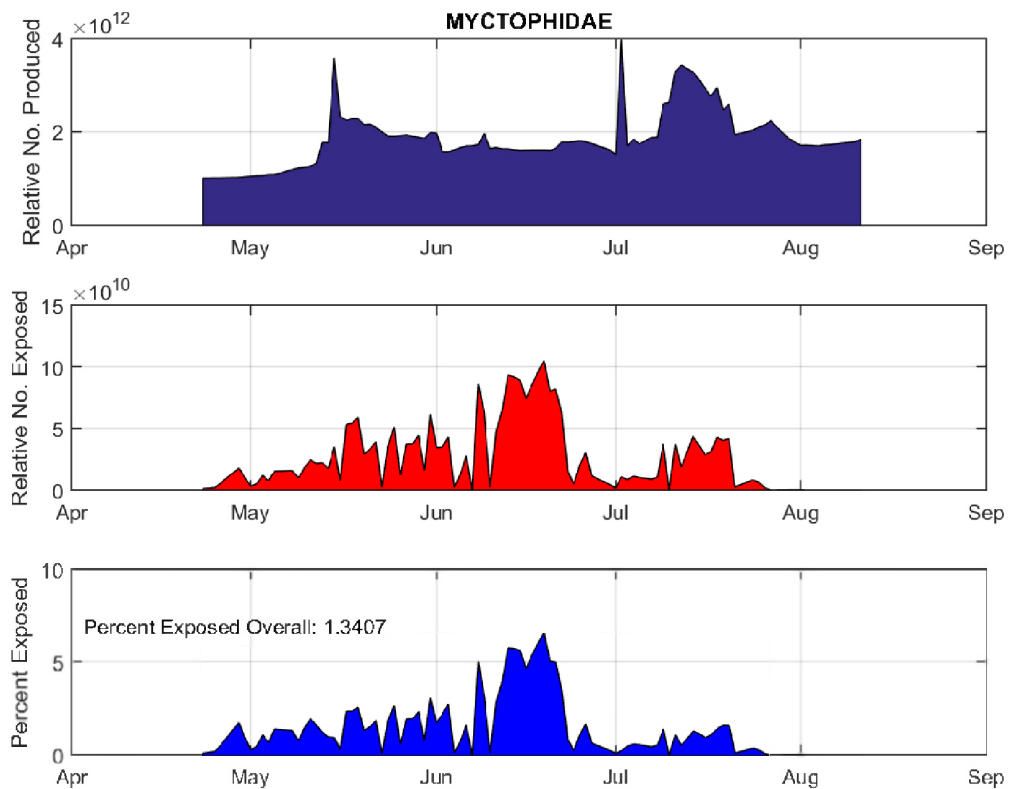 MYCTOPHIDAE
×10¹²
Relative No. Produced
4
2
0
Apr May Jun Jul Aug Sep
×10¹⁰
Relative No. Exposed
15
10
5
0
Apr May Jun Jul Aug Sep
Percent Exposed
10
5
0
Percent Exposed Overall: 1.3407
Apr May Jun Jul Aug Sep